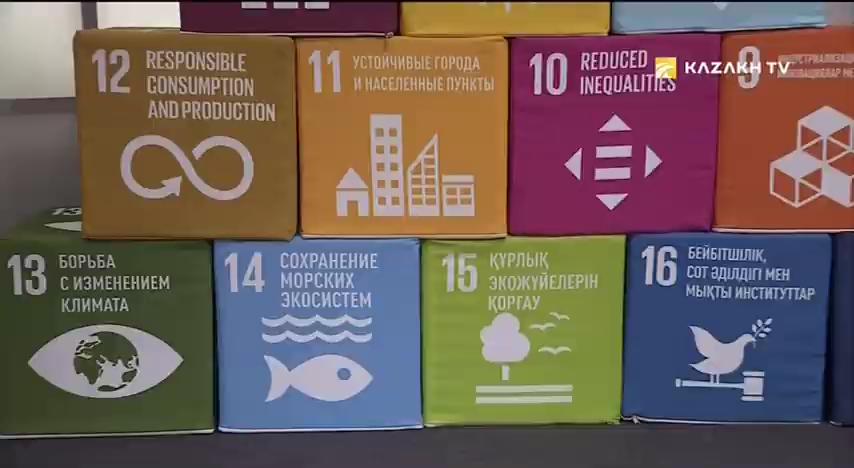 12 RESPONSIBLE
CONSUMPTION
AND PRODUCTION
11 УСТОЙЧИВЫЕ ГОРОДА
И НАСЕЛЕННЫЕ ПУНКТЫ
10 REDUCED
INEQUALITIES
9
KAZAKH TV
13
13 БОРЬБА
С ИЗМЕНЕНИЕМ
КЛИМАТА
14 СОХРАНЕНИЕ
МОРСКИХ
ЭКОСИСТЕМ
15 ҚҰРЛЫҚ
ЭКОЖҮЙЕЛЕРІН
ҚОРҒАУ
16 БЕЙБІТШІЛІК,
СОТ ӘДІЛДІГІ МЕН
МЫҚТЫ ИНСТИТУТТАР